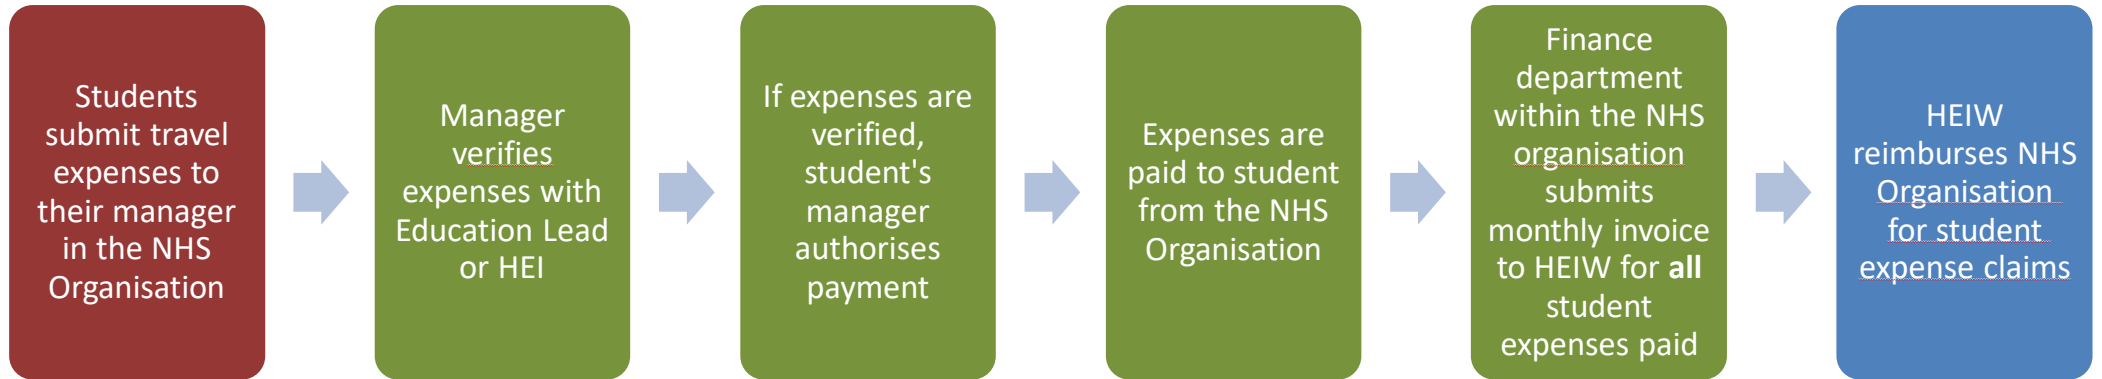 Students
submit travel
expenses to
their manager
in the NHS
Organisation
Manager
verifies
expenses with
Education Lead
or HEI
If expenses are
verified,
student's
manager
authorises
payment
Expenses are
paid to student
from the NHS
Organisation
Finance
department
within the NHS
organisation
submits
monthly invoice
to HEIW for all
student
expenses paid
HEIW
reimburses NHS
Organisation
for student
expense claims